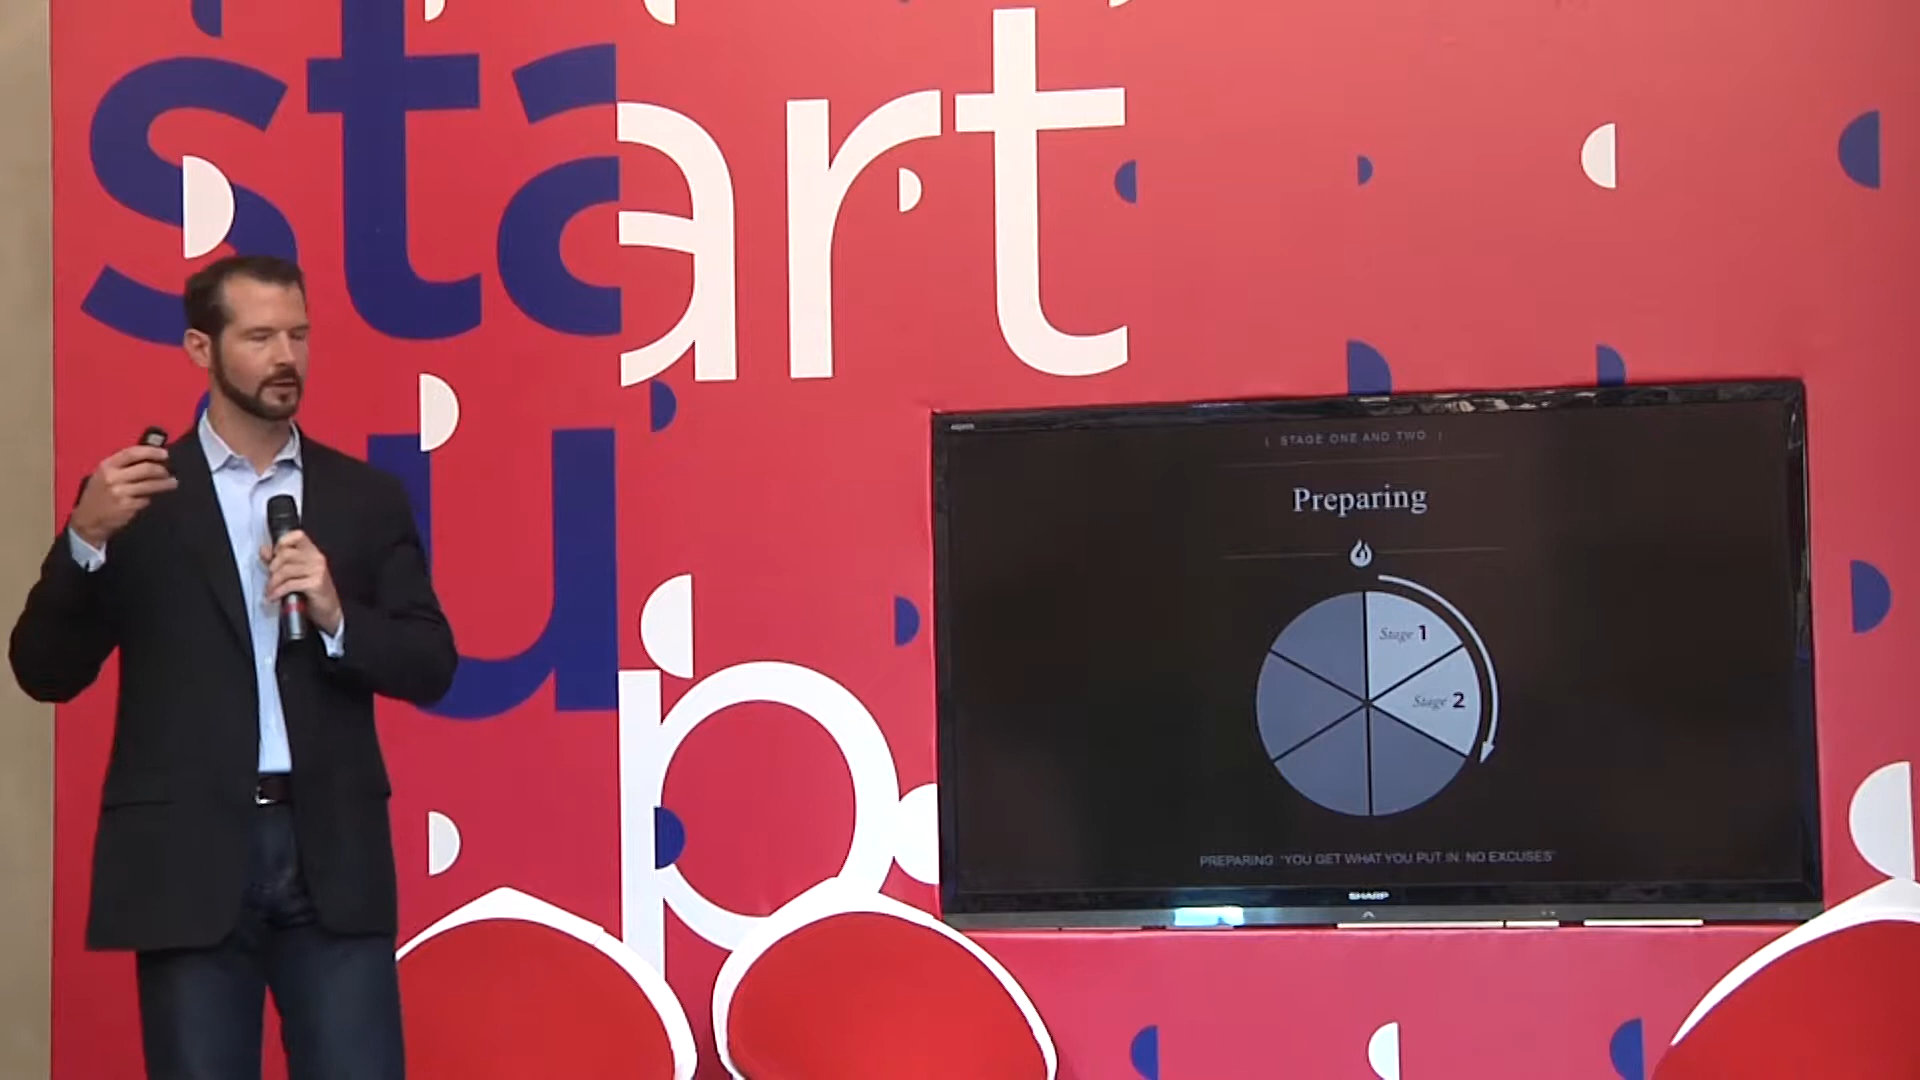 start
up
( STAGE ONE AND TWO )
Preparing
Stage 1
Stage 2
PREPARING: "YOU GET WHAT YOU PUT IN. NO EXCUSES"
SHARP